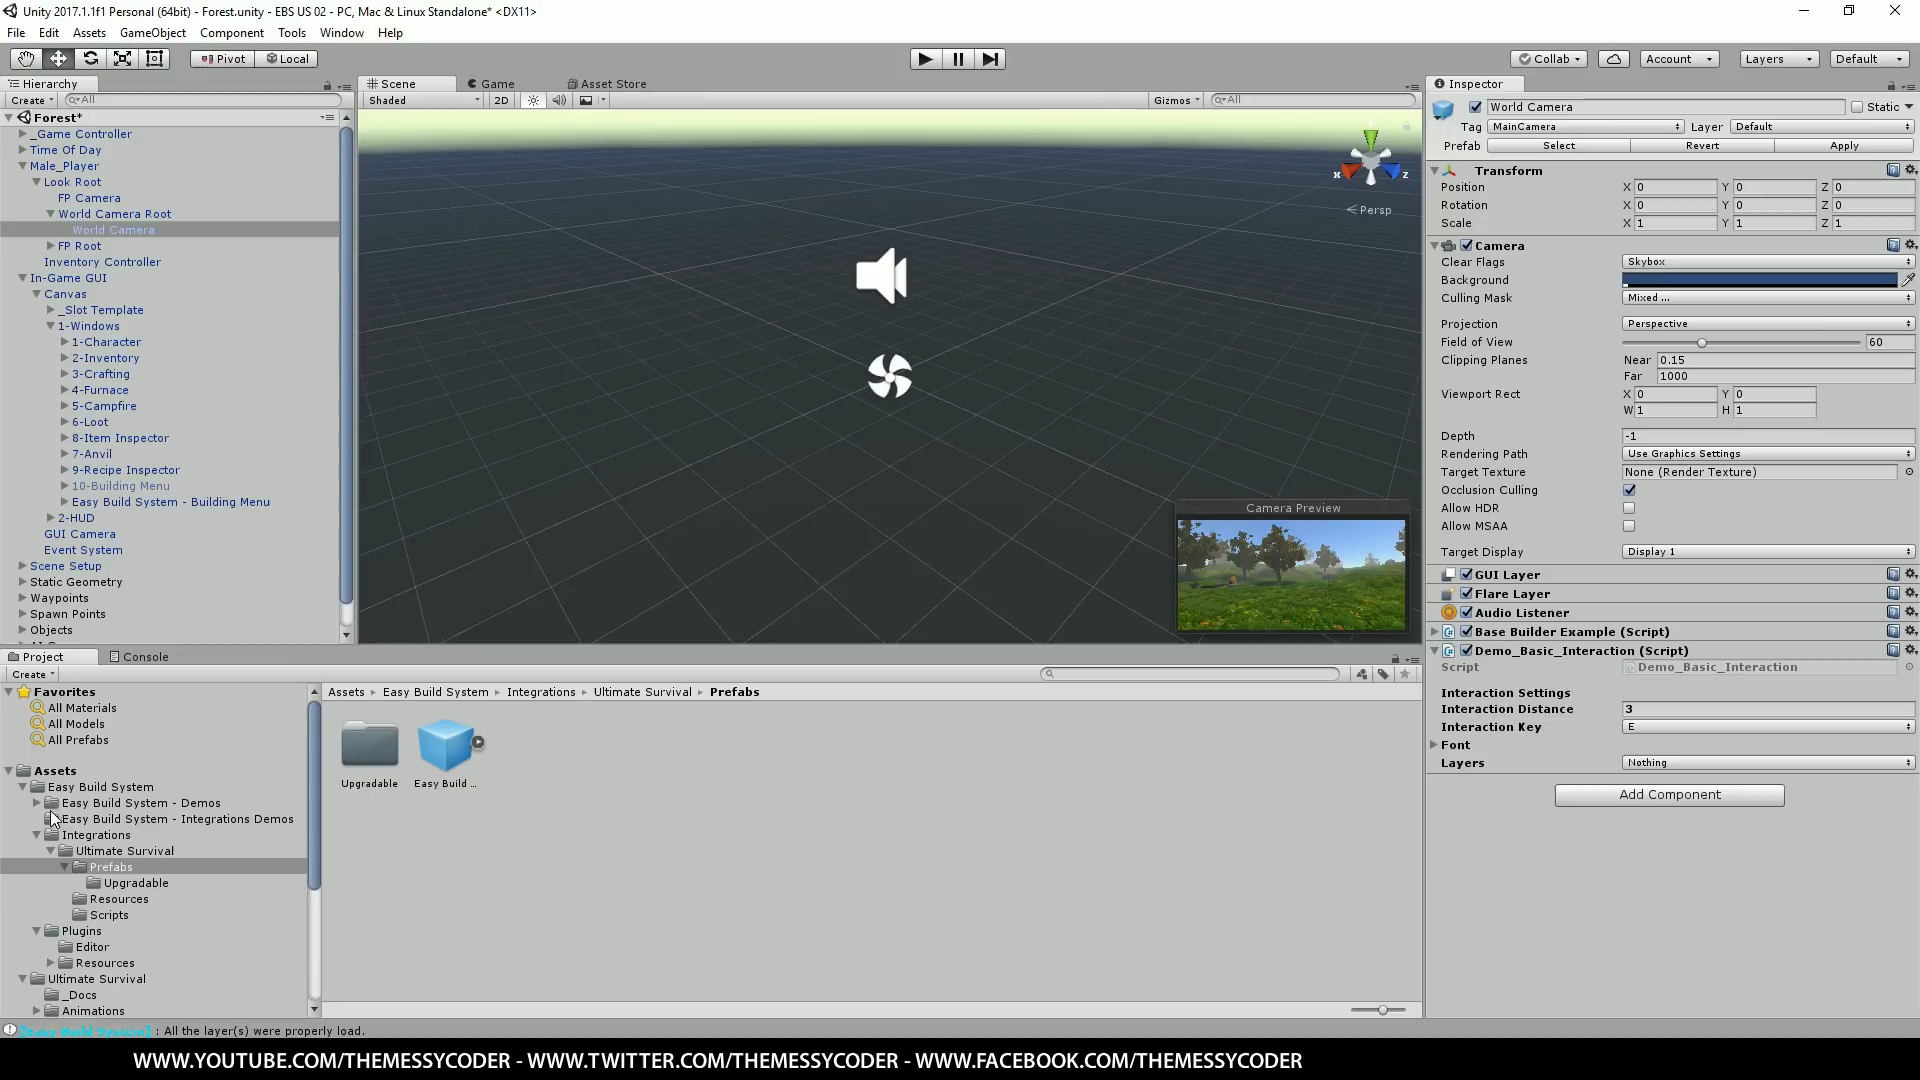 Unity 2017.1.1f1 Personal (64bit) - Forest.unity - EBS US 02 - PC, Mac & Linux Standalone* <DX11>
File Edit Assets GameObject Component Tools Window Help
Pivot Local Collab Account Layers Default
Hierarchy
Create All
Forest*
_Game Controller
Time Of Day
Male_Player
Look Root
FP Camera
World Camera Root
World Camera
FP Root
Inventory Controller
In-Game GUI
Canvas
_Slot Template
1-Windows
1-Character
2-Inventory
3-Crafting
4-Furnace
5-Campfire
6-Loot
8-Item Inspector
7-Anvil
9-Recipe Inspector
10-Building Menu
Easy Build System - Building Menu
2-HUD
GUI Camera
Event System
Scene Setup
Static Geometry
Waypoints
Spawn Points
Objects
Scene Game Asset Store
Shaded 2D Gizmos All
x z
Persp
Camera Preview
Inspector
World Camera Static
Tag MainCamera Layer Default
Prefab Select Revert Apply
Transform
Position X 0 Y 0 Z 0
Rotation X 0 Y 0 Z 0
Scale X 1 Y 1 Z 1
Camera
Clear Flags Skybox
Background
Culling Mask Mixed ...
Projection Perspective
Field of View 60
Clipping Planes Near 0.15
Far 1000
Viewport Rect X 0 Y 0
W 1 H 1
Depth -1
Rendering Path Use Graphics Settings
Target Texture None (Render Texture)
Occlusion Culling
Allow HDR
Allow MSAA
Target Display Display 1
GUI Layer
Flare Layer
Audio Listener
Base Builder Example (Script)
Demo_Basic_Interaction (Script)
Script Demo_Basic_Interaction
Interaction Settings
Interaction Distance 3
Interaction Key E
Font
Layers Nothing
Add Component
Project Console
Create
Favorites
All Materials
All Models
All Prefabs
Assets
Easy Build System
Easy Build System - Demos
Easy Build System - Integrations Demos
Integrations
Ultimate Survival
Prefabs
Upgradable
Resources
Scripts
Plugins
Editor
Resources
Ultimate Survival
_Docs
Animations
Assets Easy Build System Integrations Ultimate Survival Prefabs
Upgradable Easy Build ...
[Easy Build System] : All the layer(s) were properly load.
WWW.YOUTUBE.COM/THEMESSYCODER - WWW.TWITTER.COM/THEMESSYCODER - WWW.FACEBOOK.COM/THEMESSYCODER